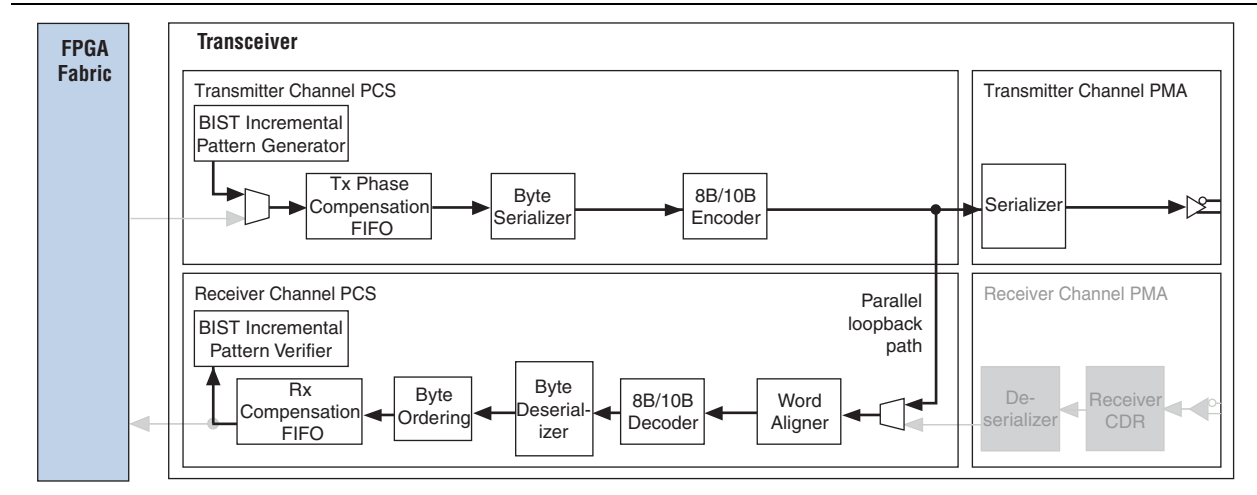 FPGA
Fabric
Transceiver
Transmitter Channel PCS
BIST Incremental
Pattern Generator
Tx Phase
Compensation
FIFO
Byte
Serializer
8B/10B
Encoder
Transmitter Channel PMA
Serializer
Receiver Channel PCS
BIST Incremental
Pattern Verifier
Rx
Compensation
FIFO
Byte
Ordering
Byte
Deserial-
izer
8B/10B
Decoder
Word
Aligner
Parallel
loopback
path
Receiver Channel PMA
De-
serializer
Receiver
CDR